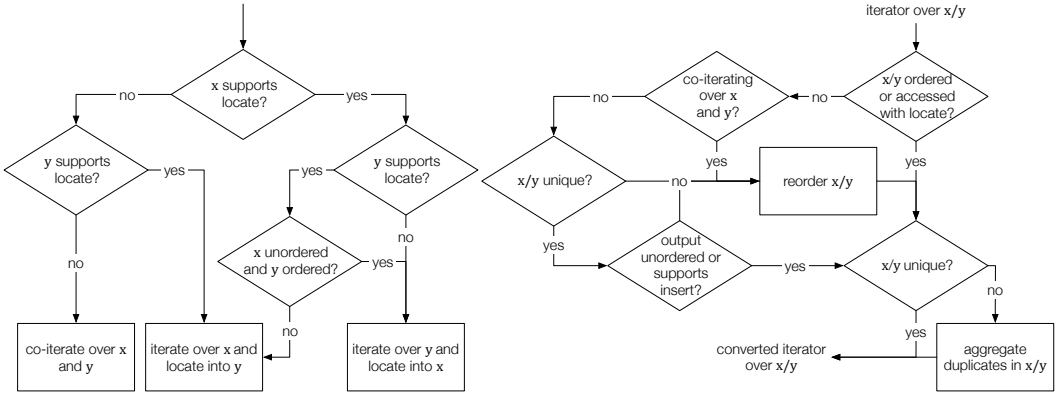 x supports
locate?
no
yes
y supports
locate?
yes
no
y supports
locate?
yes
no
x unordered
and y ordered?
yes
no
co-iterate over x
and y
iterate over x and
locate into y
iterate over y and
locate into x
iterator over x/y
x/y ordered
or accessed
with locate?
no
yes
co-iterating
over x
and y?
no
yes
x/y unique?
no
yes
reorder x/y
output
unordered or
supports
insert?
yes
x/y unique?
no
yes
aggregate
duplicates in x/y
converted iterator
over x/y